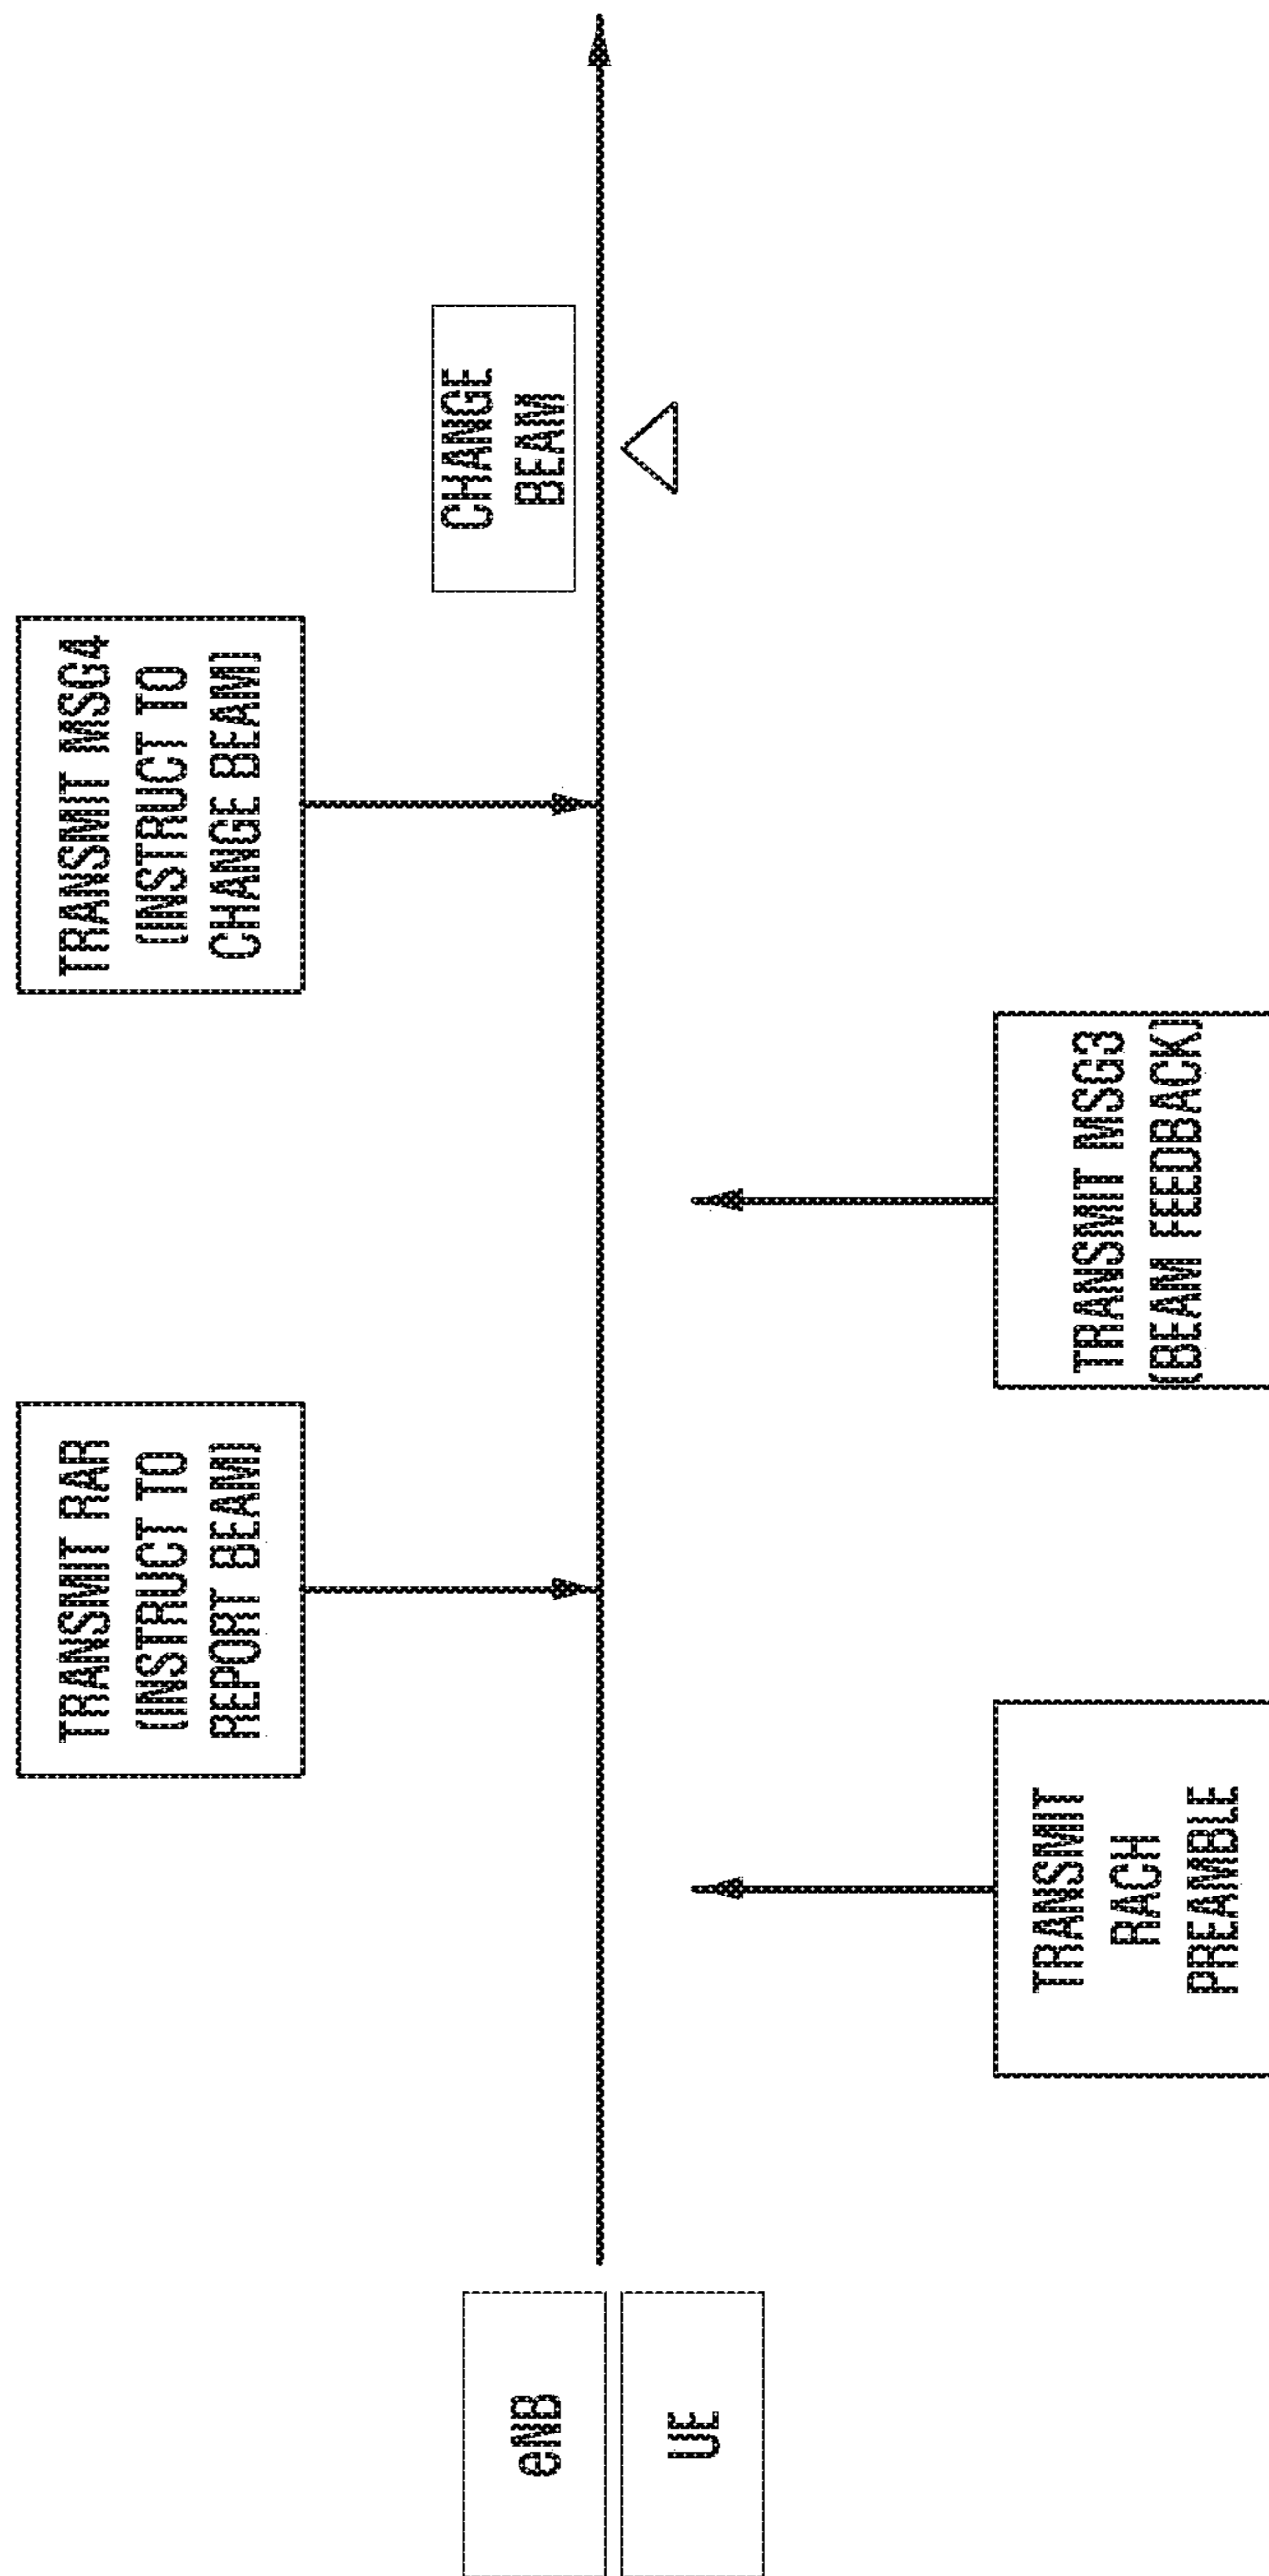 TRANSMIT RAR
(INSTRUCT TO
REPORT BEAM)
TRANSMIT MSG4
(INSTRUCT TO
CHANGE BEAM)
CHANGE
BEAM
eNB
UE
TRANSMIT
RACH
PREAMBLE
TRANSMIT MSG3
(BEAM FEEDBACK)